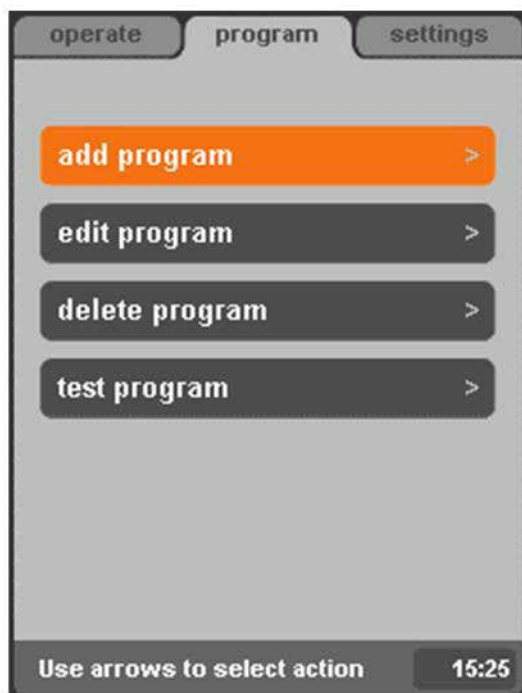 operate program settings
add program >
edit program >
delete program >
test program >
Use arrows to select action 15:25